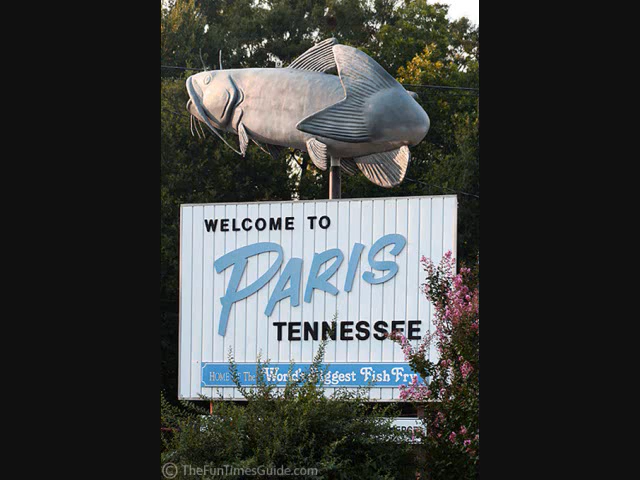 WELCOME TO
PARIS
TENNESSEE
HOME Of The World's Biggest Fish Fry
© TheFunTimesGuide.com